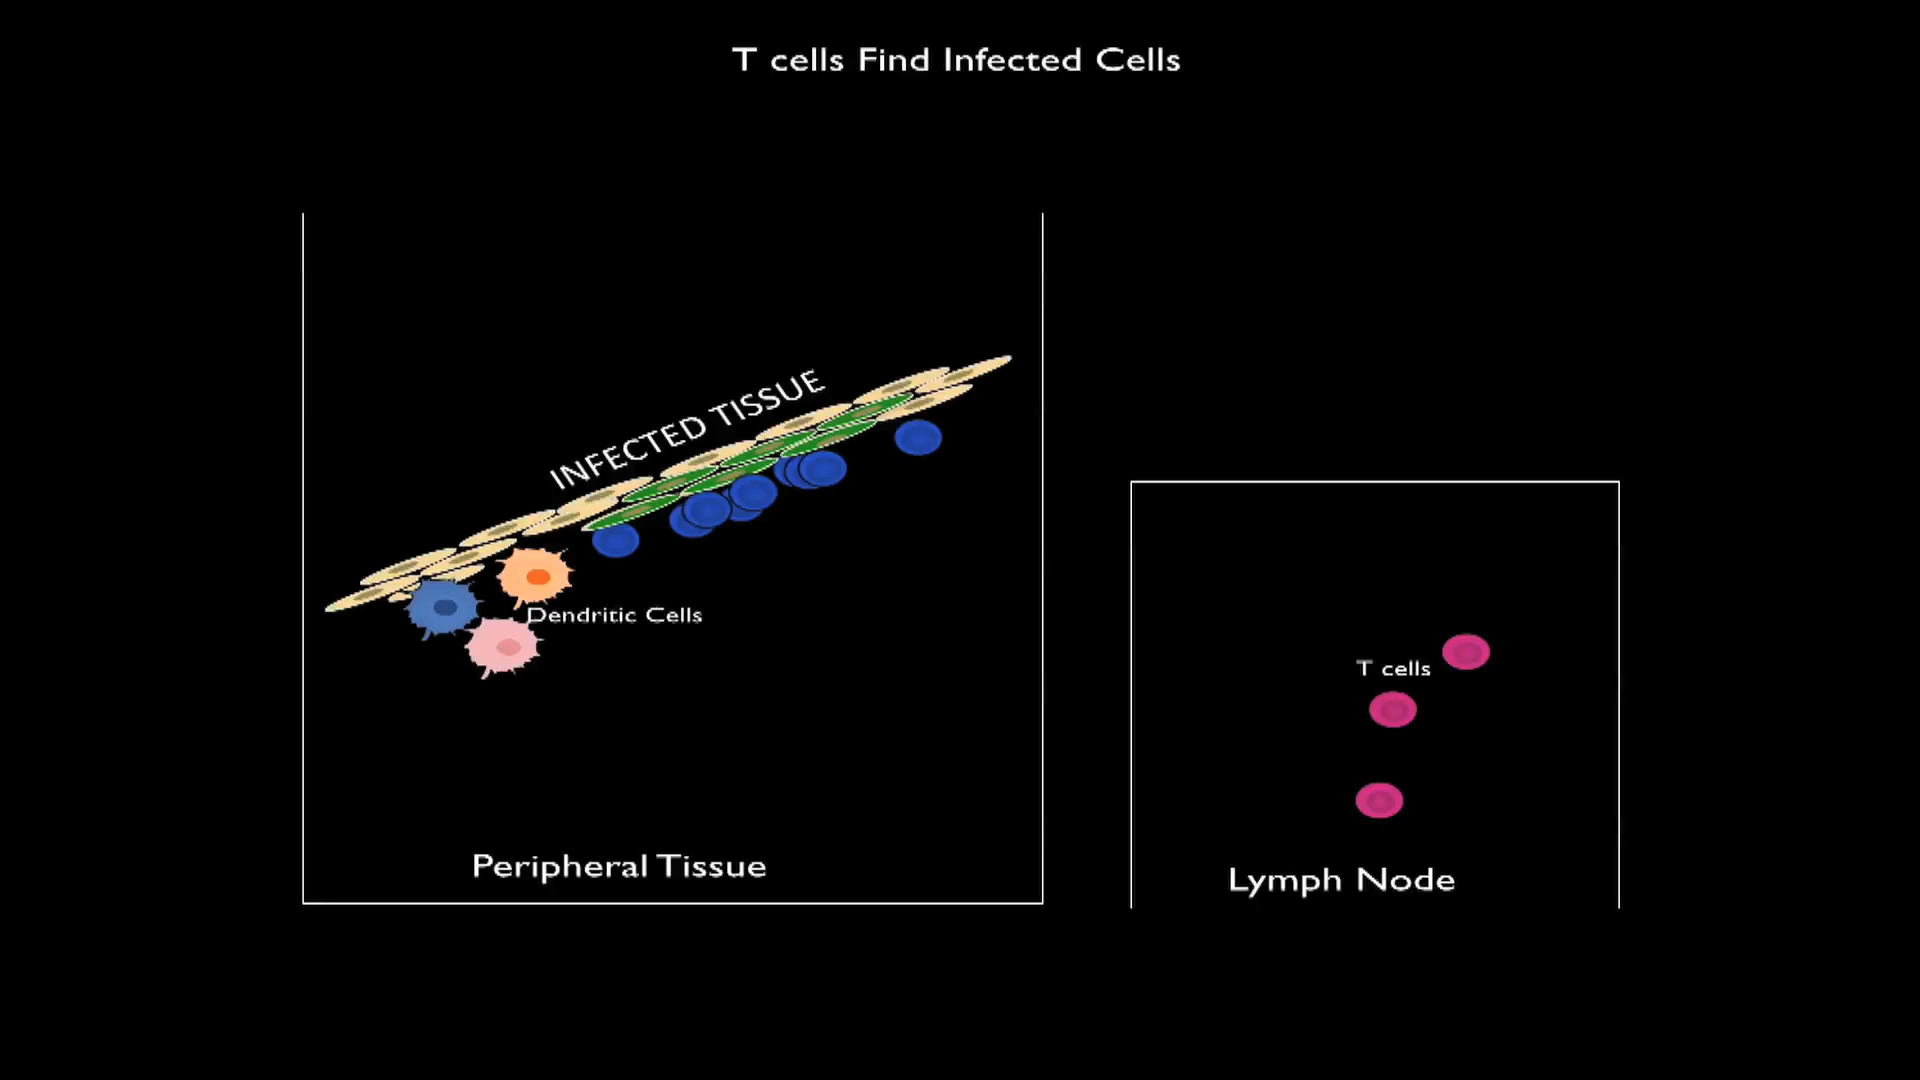 T cells Find Infected Cells
INFECTED TISSUE
Dendritic Cells
T cells
Peripheral Tissue
Lymph Node